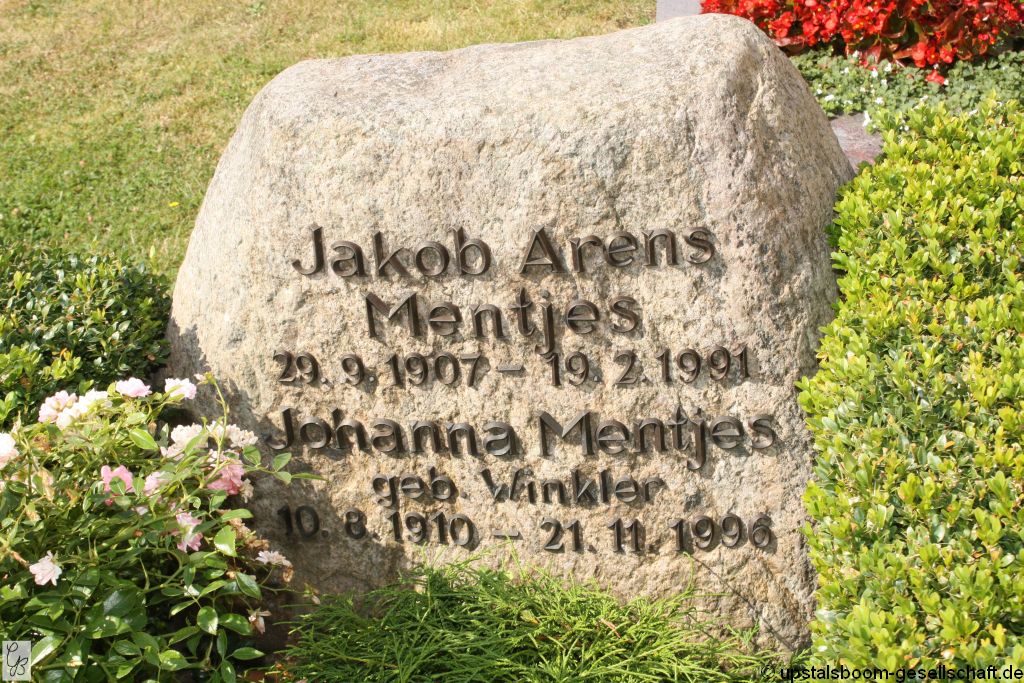 Jakob Arens
Mentjes
29. 9. 1907 – 19. 2. 1991
Johanna Mentjes
geb. Winkler
10. 8. 1910 – 21. 11. 1996
© upstalsboom-gesellschaft.de